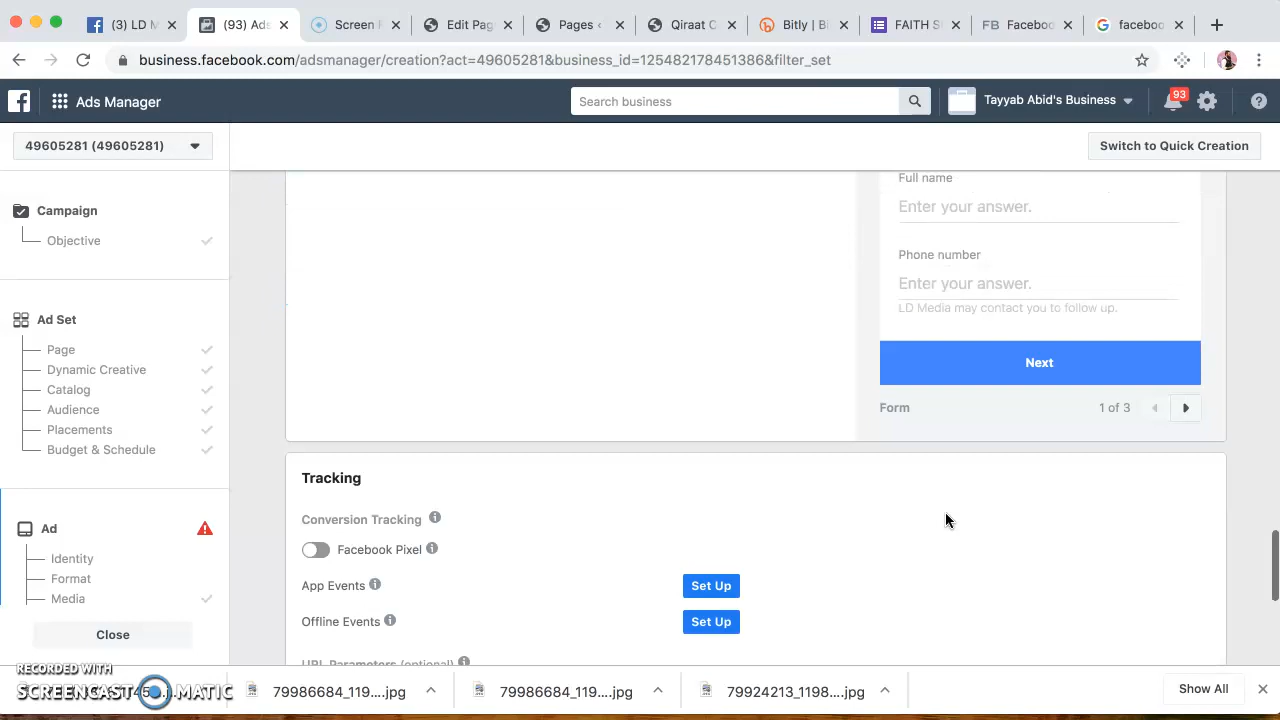 (3) LD M
(93) Ads
Screen
Edit Pag
Pages ‹
Qiraat C
Bitly | Bi
FAITH S
FB
Facebo
faceboo
business.facebook.com/adsmanager/creation?act=49605281&business_id=125482178451386&filter_set
Ads Manager
Search business
Tayyab Abid's Business
93
49605281 (49605281)
Switch to Quick Creation
Campaign
Objective
Ad Set
Page
Dynamic Creative
Catalog
Audience
Placements
Budget & Schedule
Ad
Identity
Format
Media
Close
Full name
Enter your answer.
Phone number
Enter your answer.
LD Media may contact you to follow up.
Next
Form
1 of 3
Tracking
Conversion Tracking
Facebook Pixel
App Events
Set Up
Offline Events
Set Up
URL Parameters (optional)
RECORDED WITH
SCREENCAST MATIC
79986684_119....jpg
79986684_119....jpg
79924213_1198....jpg
Show All